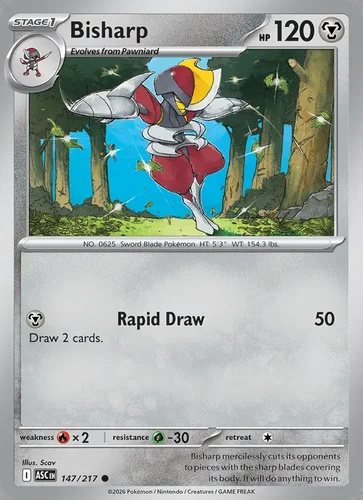 STAGE1 Bisharp HP 120
Evolves from Pawniard
NO. 0625 Sword Blade Pokémon HT: 5'3" WT: 154.3 lbs.
Rapid Draw 50
Draw 2 cards.
weakness ×2 resistance -30 retreat
Illus. Scav
I ASC EN 147/217
Bisharp mercilessly cuts its opponents
to pieces with the sharp blades covering
its body. It will do anything to win.
©2026 Pokémon / Nintendo / Creatures / GAME FREAK